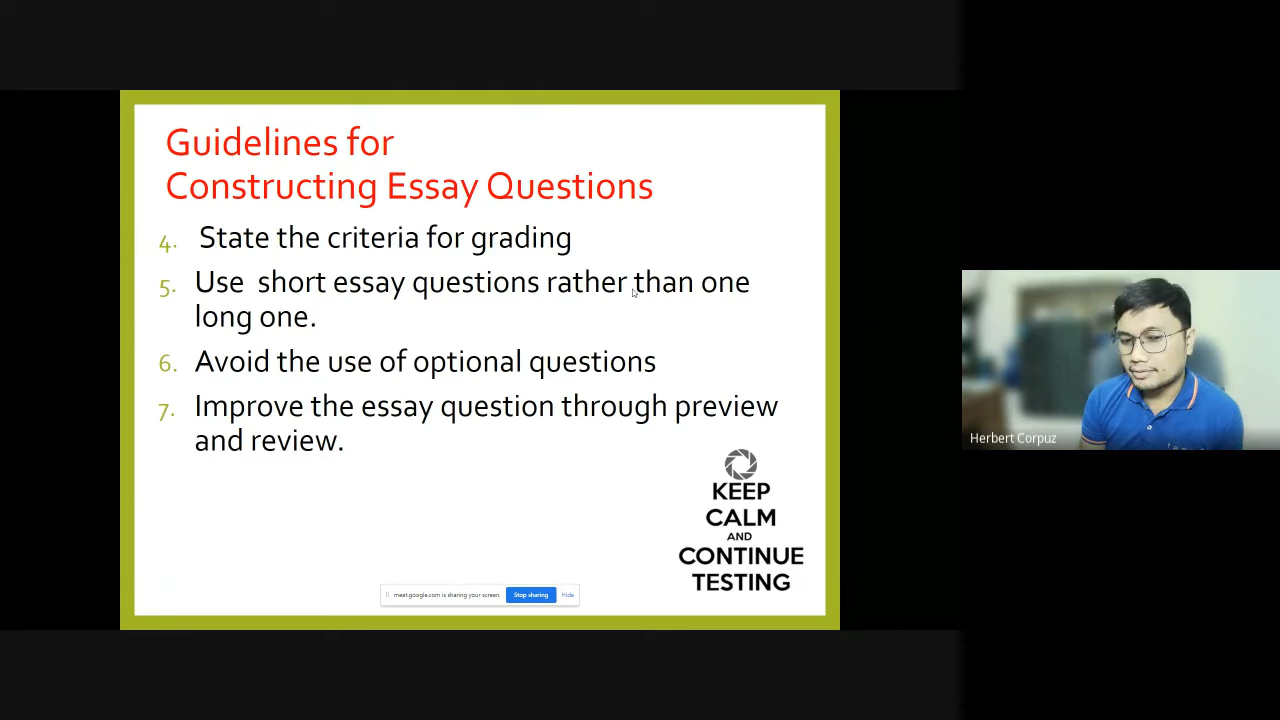 Guidelines for
Constructing Essay Questions
4. State the criteria for grading
5. Use short essay questions rather than one
long one.
6. Avoid the use of optional questions
7. Improve the essay question through preview
and review.
KEEP
CALM
AND
CONTINUE
TESTING
meet.google.com is sharing your screen. Stop sharing Hide
Herbert Corpuz